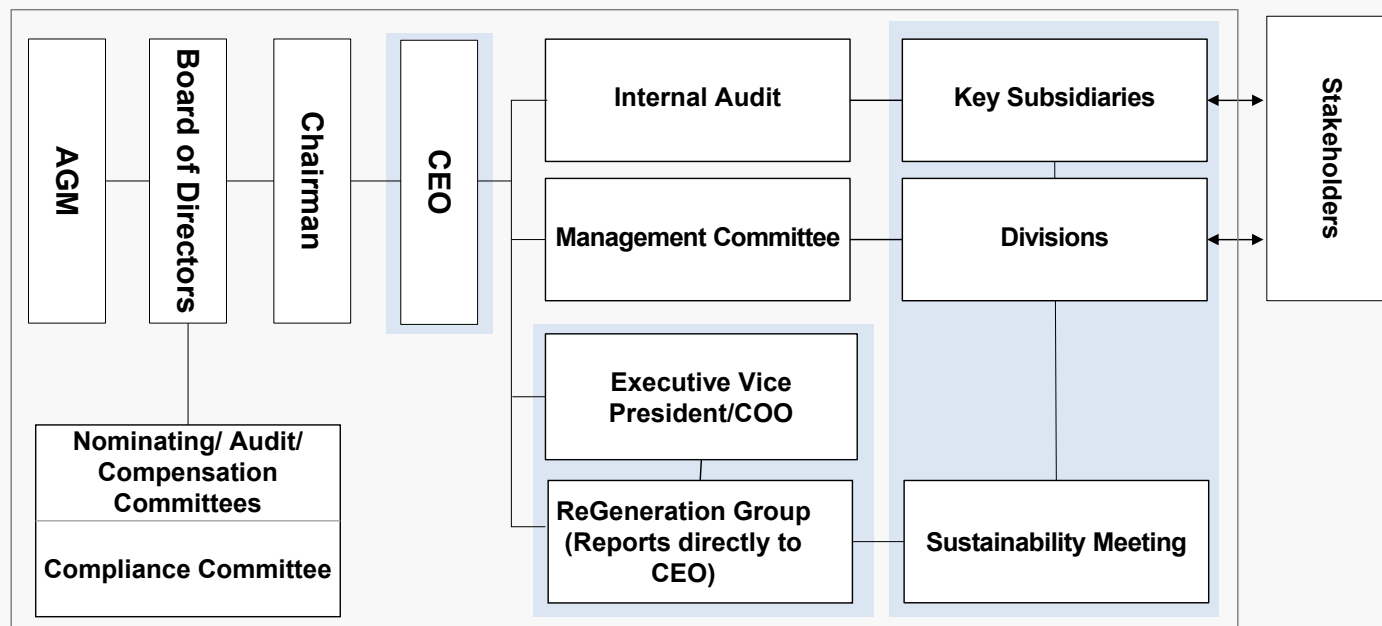 AGM
Board of Directors
Chairman
CEO
Internal Audit
Key Subsidiaries
Stakeholders
Management Committee
Divisions
Executive Vice
President/COO
Nominating/ Audit/
Compensation
Committees
Compliance Committee
ReGeneration Group
(Reports directly to
CEO)
Sustainability Meeting